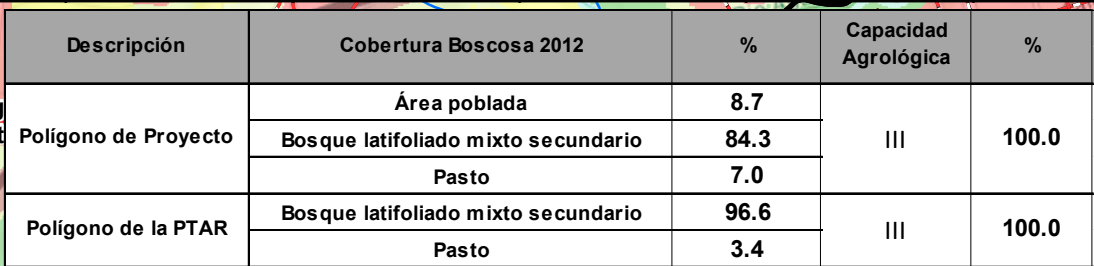 Descripción Cobertura Boscosa 2012 % Capacidad Agrológica %
Polígono de Proyecto Área poblada 8.7 III 100.0
Bosque latifoliado mixto secundario 84.3
Pasto 7.0
Polígono de la PTAR Bosque latifoliado mixto secundario 96.6 III 100.0
Pasto 3.4